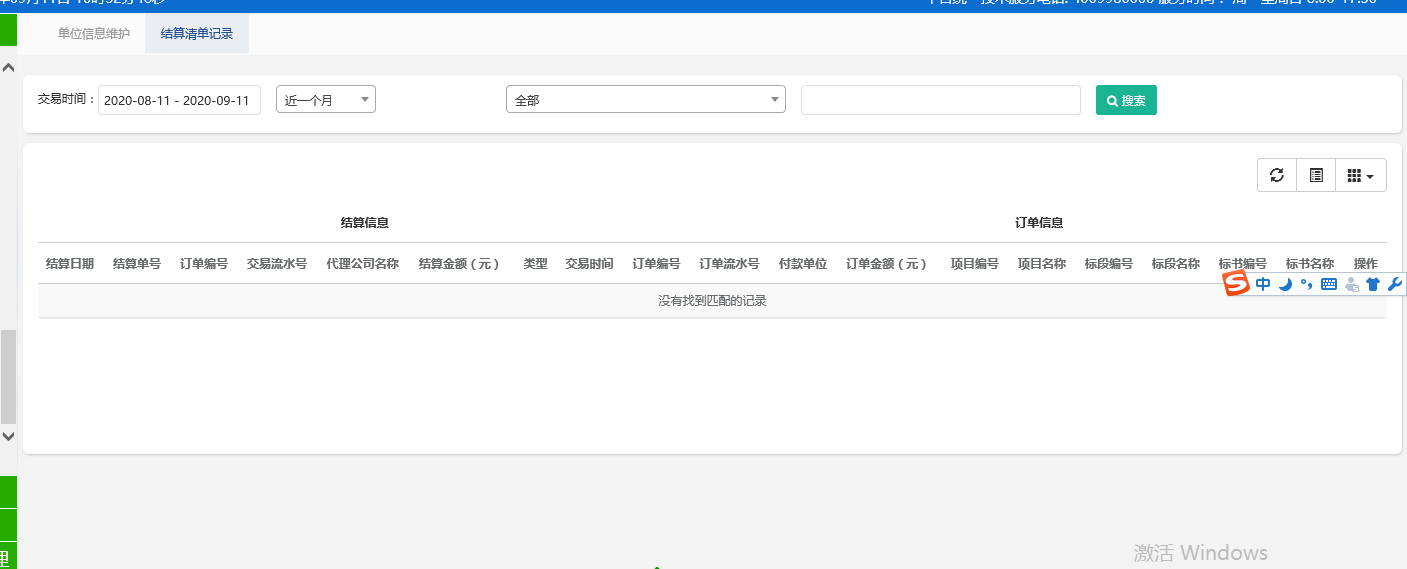 单位信息维护 结算清单记录
交易时间： 2020-08-11 - 2020-09-11 近一个月 全部 搜索
结算信息 订单信息
结算日期 结算单号 订单编号 交易流水号 代理公司名称 结算金额（元） 类型 交易时间 订单编号 订单流水号 付款单位 订单金额（元） 项目编号 项目名称 标段编号 标段名称 标书编号 标书名称 操作
没有找到匹配的记录
中
理
激活 Windows